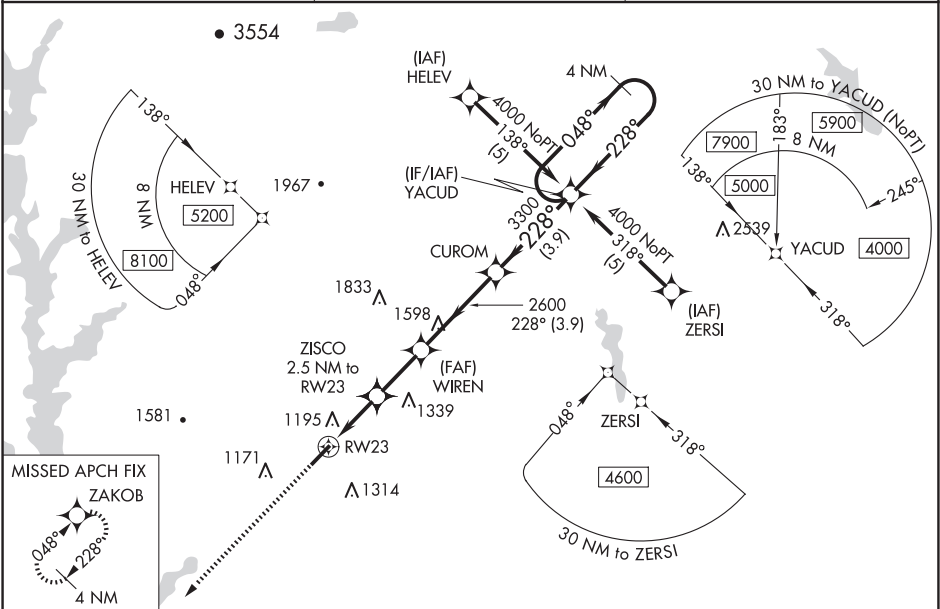 3554
(IAF)
HELEV
4 NM
4000 NoPT
138°
(5)
048°
228°
30 NM to YACUD (NoPT)
5900
7900
183°
8 NM
138°
5000
245°
2539
YACUD
4000
318°
138°
HELEV
8 NM
5200
30 NM to HELEV
8100
048°
1967
(IF/IAF)
YACUD
3300
228°
(3.9)
4000 NoPT
318°
(5)
CUROM
(IAF)
ZERSI
1833
1598
2600
228° (3.9)
ZISCO
2.5 NM to
RW23
(FAF)
WIREN
1339
1581
1195
RW23
1171
1314
048°
ZERSI
318°
4600
30 NM to ZERSI
MISSED APCH FIX
ZAKOB
048°
228°
4 NM